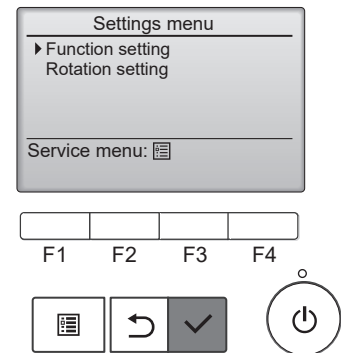 Settings menu
Function setting
Rotation setting
Service menu:
F1 F2 F3 F4